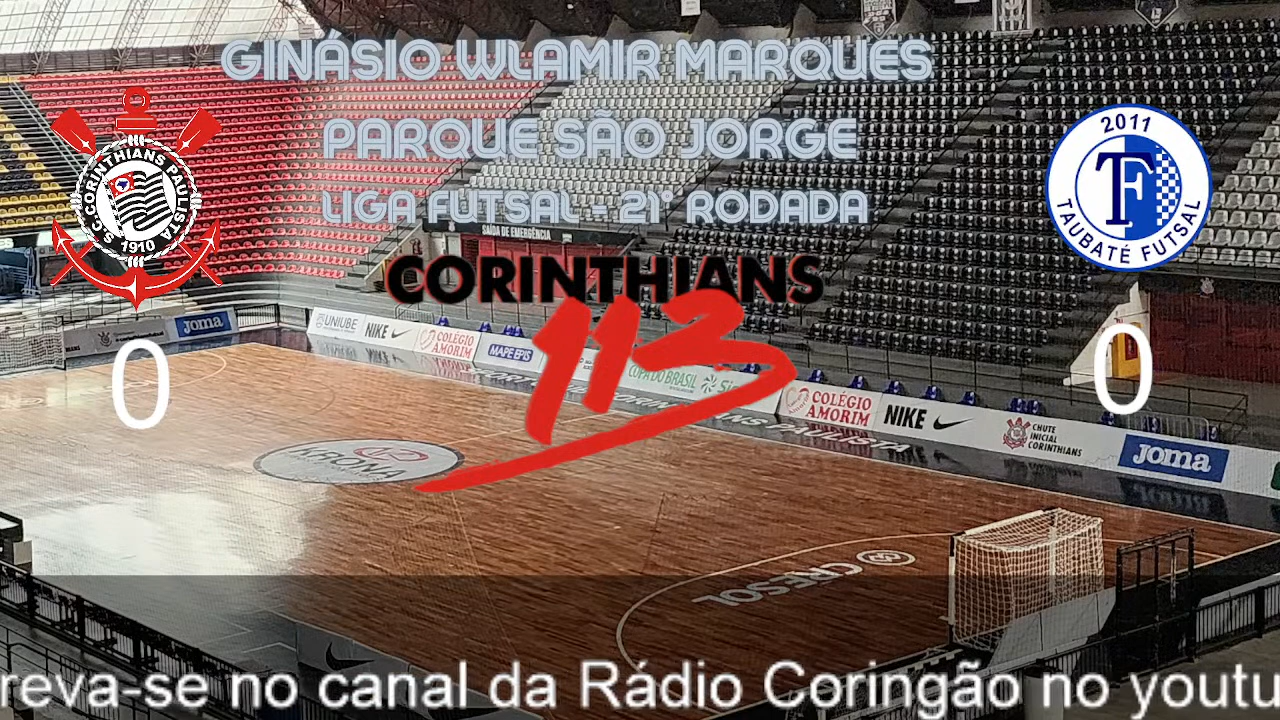 GINÁSIO WLAMIR MARQUES
PARQUE SÃO JORGE
LIGA FUTSAL - 21° RODADA
S.C. CORINTHIANS PAULISTA
1910
2011
TF
TAUBATÉ FUTSAL
SAÍDA DE EMERGÊNCIA
CORINTHIANS
113
0
0
joma
UNIUBE
NIKE
COLÉGIO AMORIM
MAPE EPIS
COPA DO BRASIL
COLÉGIO AMORIM
NIKE
CHUTE INICIAL CORINTHIANS
joma
KRONA
CRESOL
reva-se no canal da Rádio Coringão no youtu